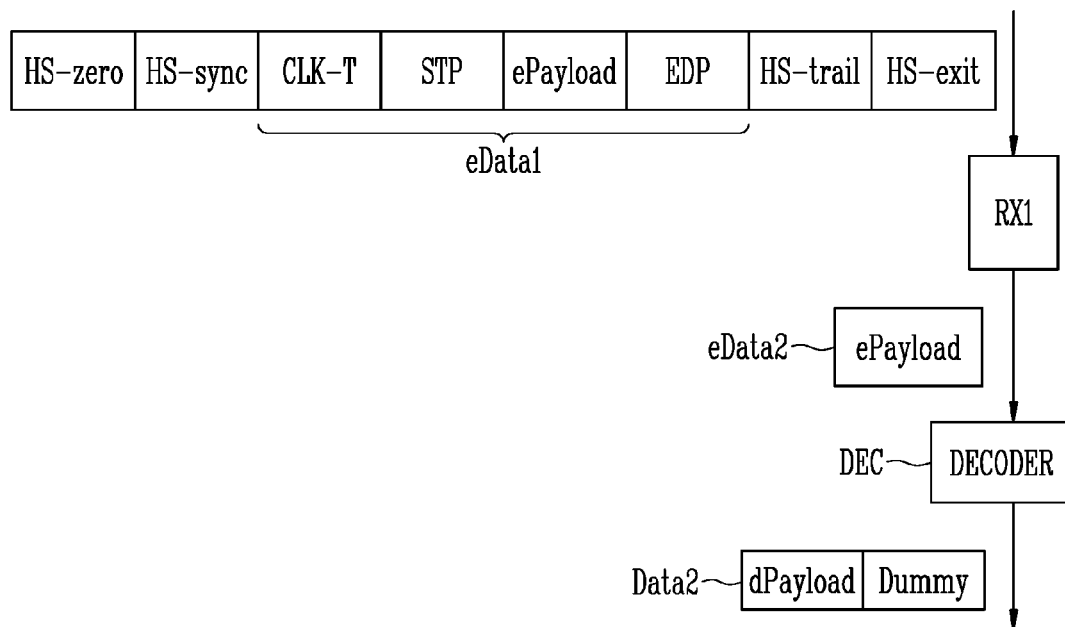 HS-zero HS-sync CLK-T STP ePayload EDP HS-trail HS-exit
eData1
RX1
eData2 ePayload
DEC DECODER
Data2 dPayload Dummy